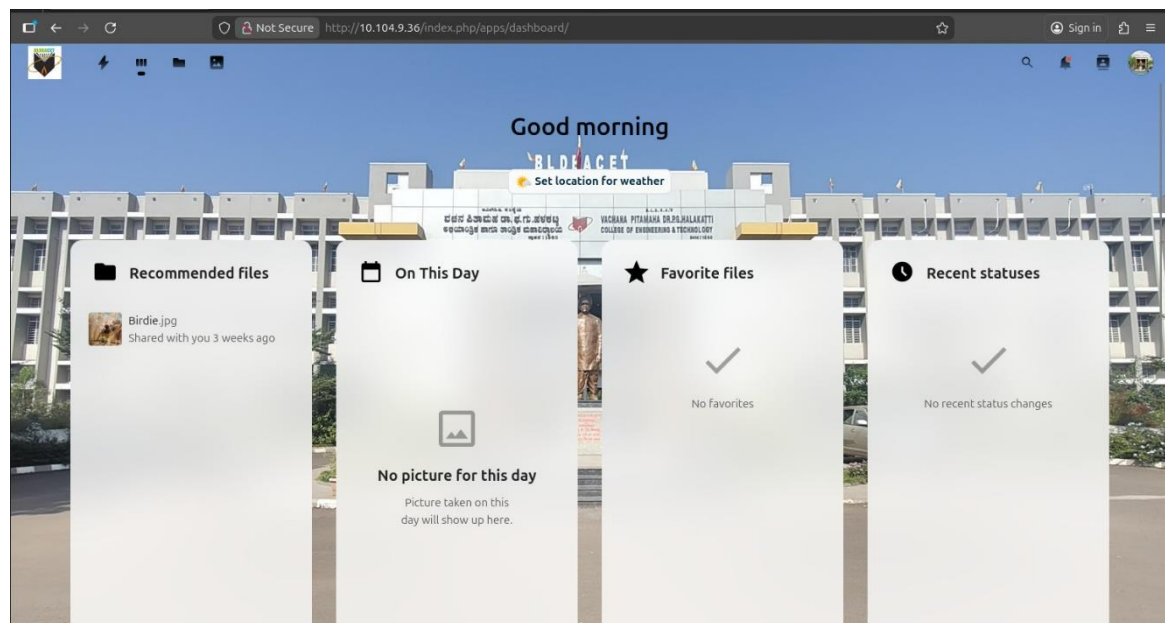 Not Secure http://10.104.9.36/index.php/apps/dashboard/ Sign in
Good morning
BLDEACET
Set location for weather
ವಚನ ಪಿತಾಮಹ ಡಾ. ಫ.ಗು. ಹಳಕಟ್ಟಿ
VACHANA PITAMAHA DR.P.G.HALAKATTI
COLLEGE OF ENGINEERING & TECHNOLOGY
Recommended files
Birdie.jpg
Shared with you 3 weeks ago
On This Day
No picture for this day
Picture taken on this
day will show up here.
Favorite files
No favorites
Recent statuses
No recent status changes